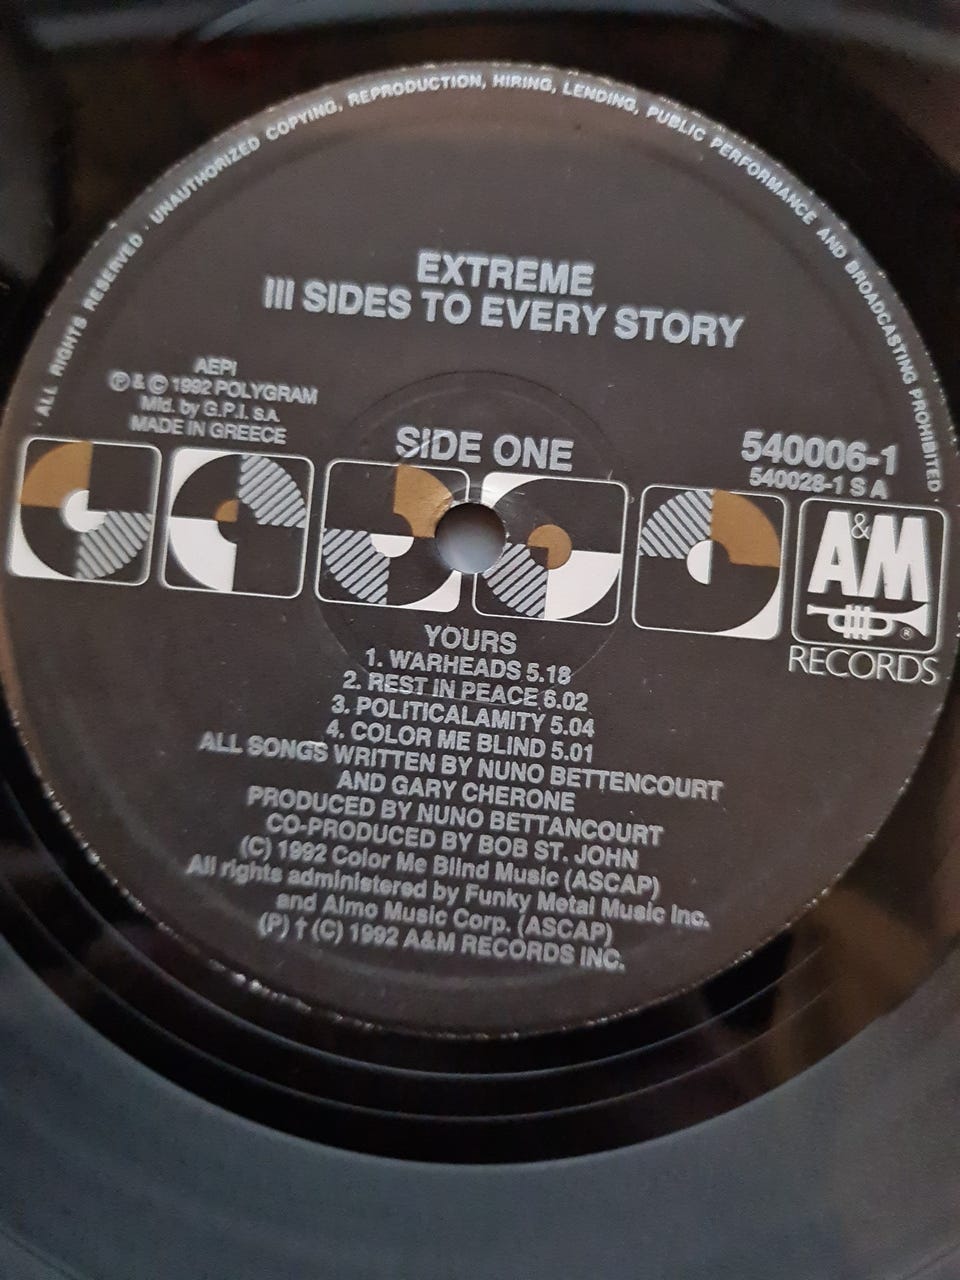 · ALL RIGHTS RESERVED · UNAUTHORIZED COPYING, REPRODUCTION, HIRING, LENDING, PUBLIC PERFORMANCE AND BROADCASTING PROHIBITED ·
EXTREME
III SIDES TO EVERY STORY
AEPI
Ⓟ & © 1992 POLYGRAM
Mfd. by G.P.I. S.A.
MADE IN GREECE
SIDE ONE
540006-1
540028-1 S A
A&M
®
RECORDS
YOURS
1. WARHEADS 5.18
2. REST IN PEACE 6.02
3. POLITICALAMITY 5.04
4. COLOR ME BLIND 5.01
ALL SONGS WRITTEN BY NUNO BETTENCOURT
AND GARY CHERONE
PRODUCED BY NUNO BETTANCOURT
CO-PRODUCED BY BOB ST. JOHN
(C) 1992 Color Me Blind Music (ASCAP)
All rights administered by Funky Metal Music Inc.
and Almo Music Corp. (ASCAP)
(P) † (C) 1992 A&M RECORDS INC.